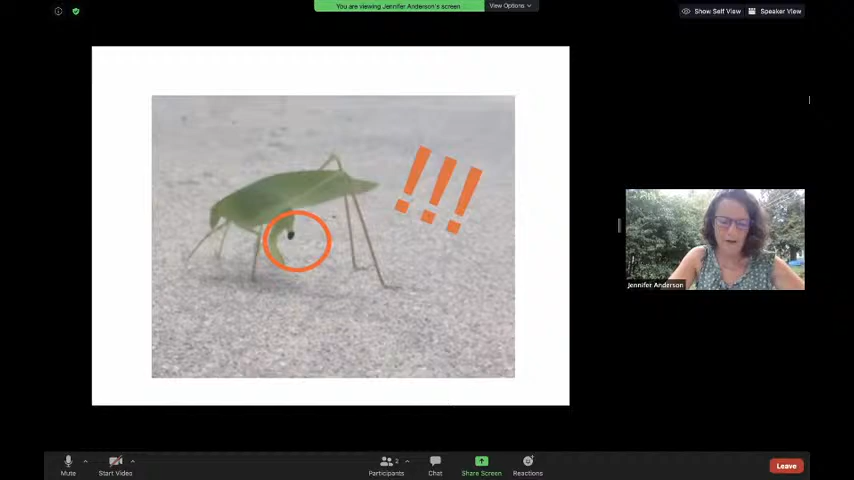 You are viewing Jennifer Anderson's screen
View Options
Show Self View
Speaker View
!!!
Jennifer Anderson
Mute
Start Video
Participants
2
Chat
Share Screen
Reactions
Leave